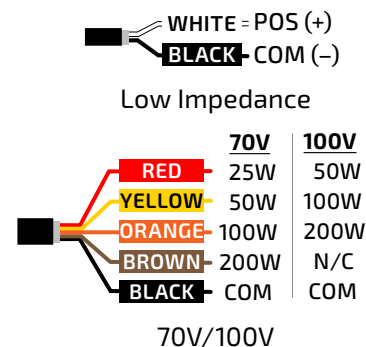 WHITE = POS (+)
BLACK - COM (–)
Low Impedance
70V 100V
RED - 25W 50W
YELLOW - 50W 100W
ORANGE - 100W 200W
BROWN - 200W N/C
BLACK - COM COM
70V/100V